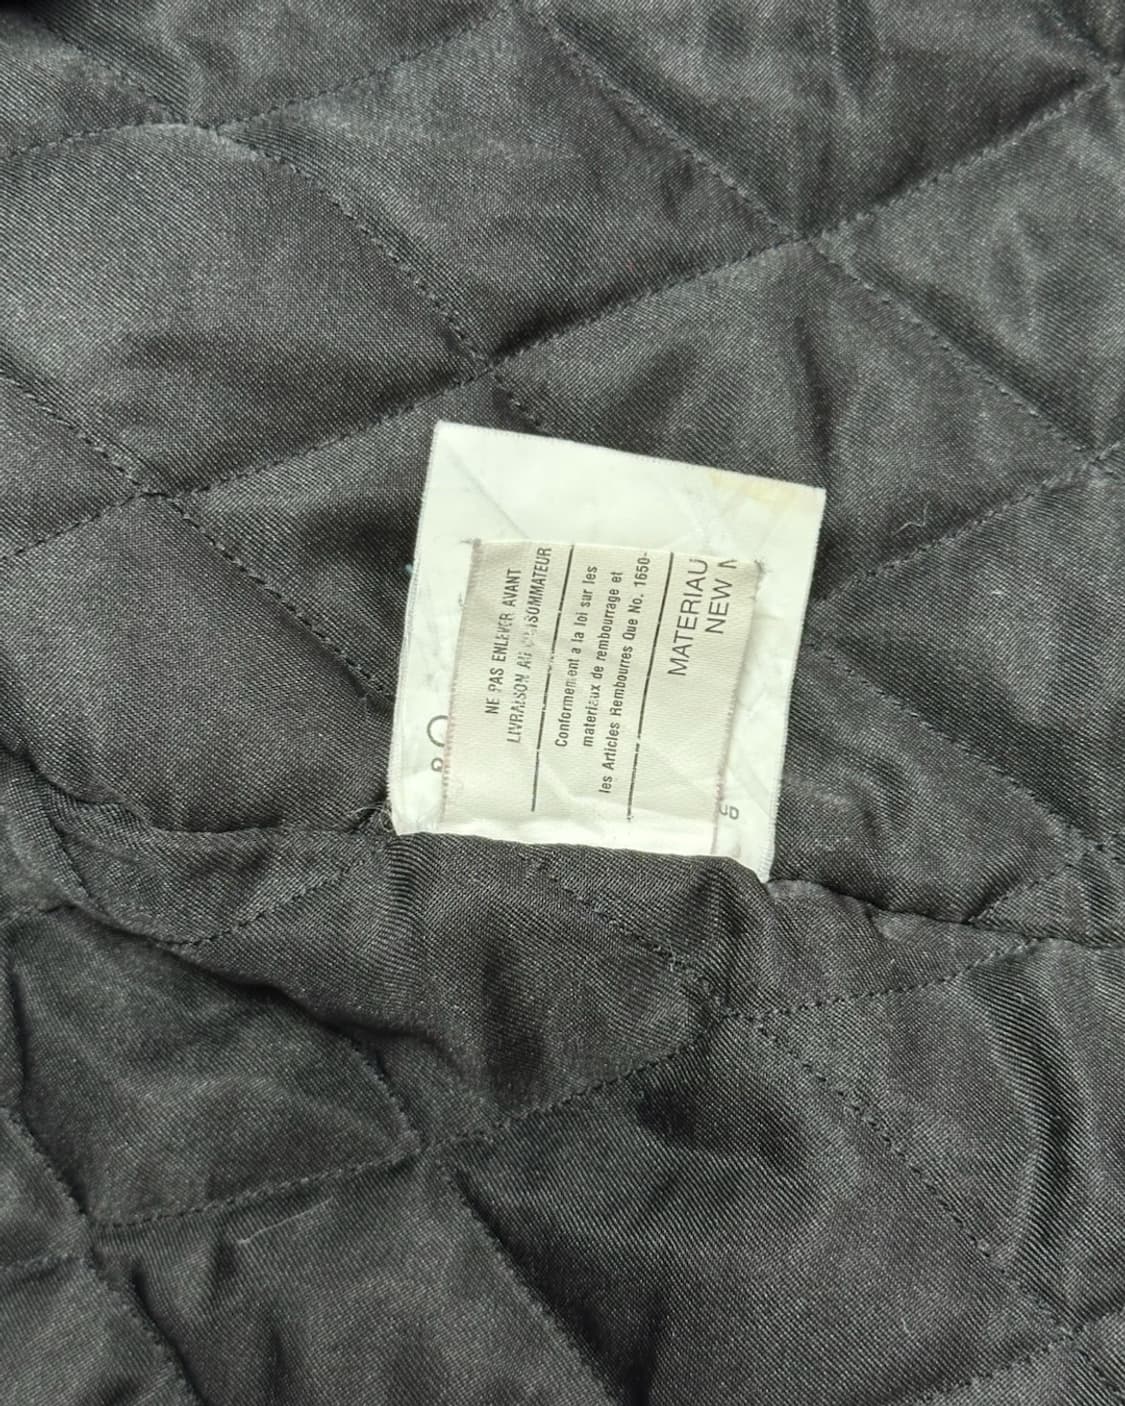 NE PAS ENLEVER AVANT
LIVRAISON AU CONSOMMATEUR
Conformement a la loi sur les
materiaux de rembourrage et
les Articles Rembourres Que No. 1650-
MATERIAU
NEW